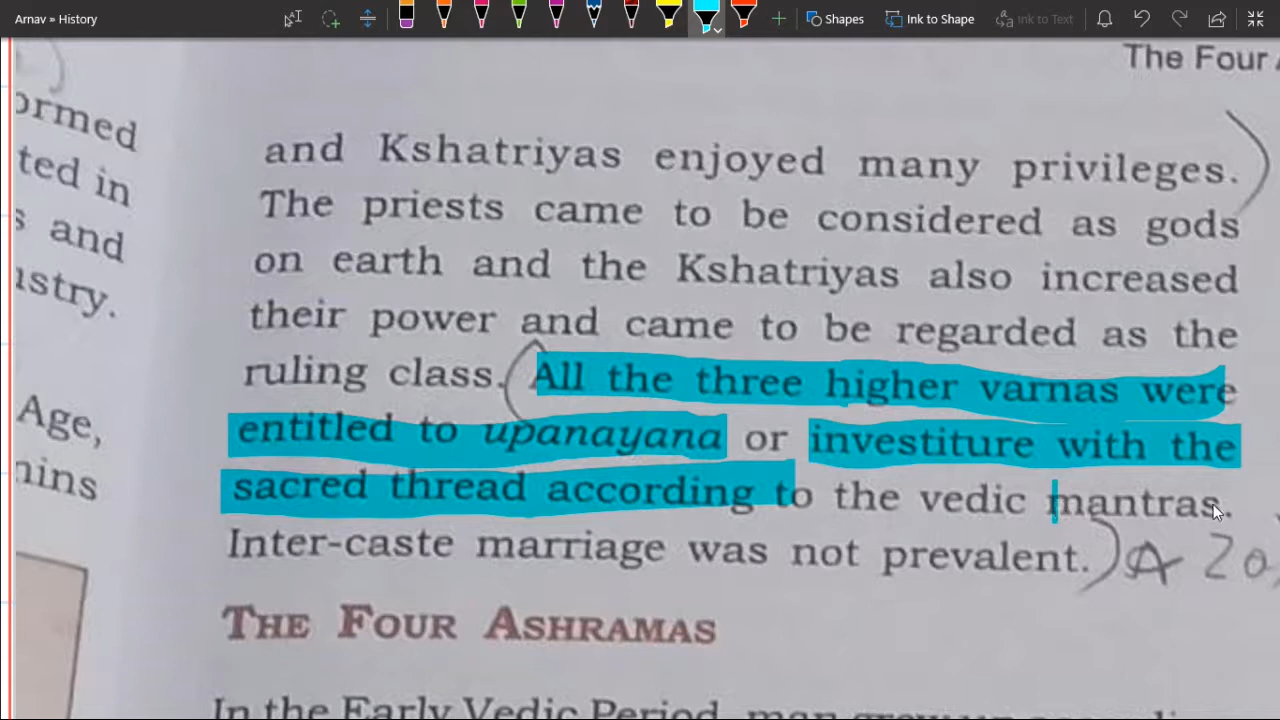 Arnav » History
Shapes
Ink to Shape
Ink to Text
The Four
ormed
ted in
s and
ustry.
Age,
nins
and Kshatriyas enjoyed many privileges.
The priests came to be considered as gods
on earth and the Kshatriyas also increased
their power and came to be regarded as the
ruling class. (All the three higher varnas were
entitled to upanayana or investiture with the
sacred thread according to the vedic mantras.
Inter-caste marriage was not prevalent.) A 20
THE FOUR ASHRAMAS
In the Early Vedic Period, man